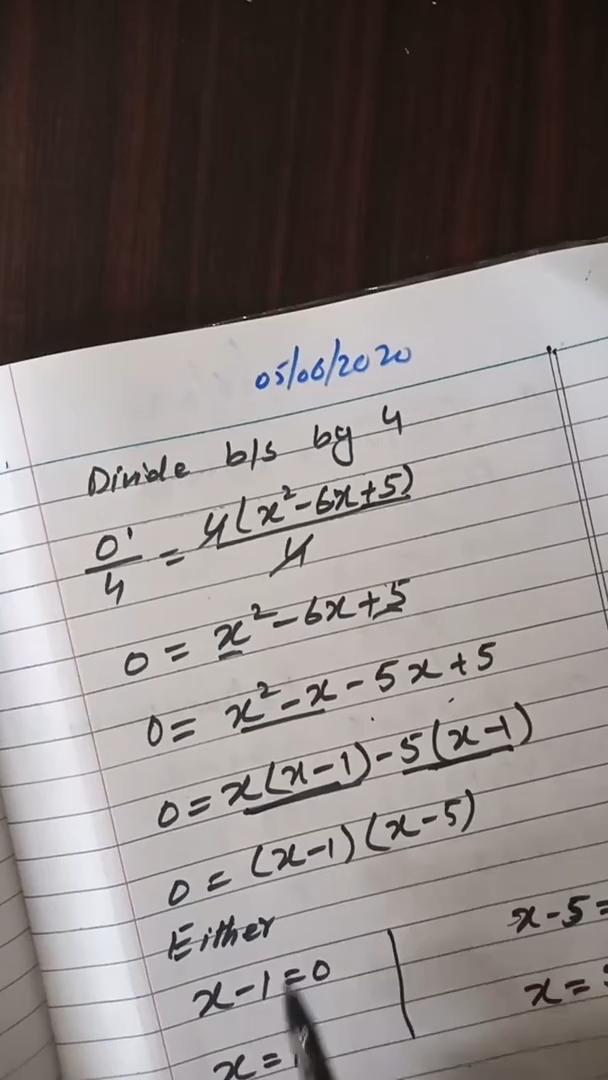 05/06/2020
Divide b/s by 4
0/4 = 4(x²-6x+5)/4
0 = x²-6x+5
0 = x²-x-5x+5
0 = x(x-1)-5(x-1)
0 = (x-1)(x-5)
Either
x-1=0 | x-5=
x= | x=